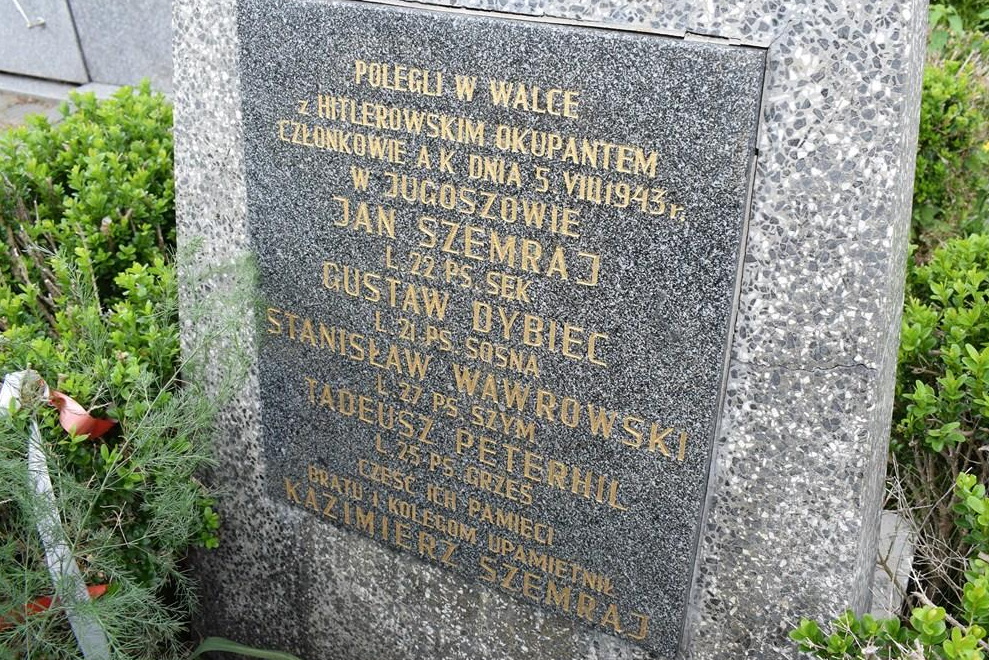 POLEGLI W WALCE
z HITLEROWSKIM OKUPANTEM
CZŁONKOWIE A.K. DNIA 5 VIII.1943 r.
W JUGOSZOWIE
JAN SZEMRAJ
L. 22 PS. SEK
GUSTAW DYBIEC
L. 21 PS. SOSNA
STANISŁAW WAWROWSKI
L. 27 PS. SZYM
TADEUSZ PETERHIL
L. 25 PS. GRZEŚ
CZEŚĆ ICH PAMIĘCI
BRATU I KOLEGOM UPAMIĘTNIŁ
KAZIMIERZ SZEMRAJ